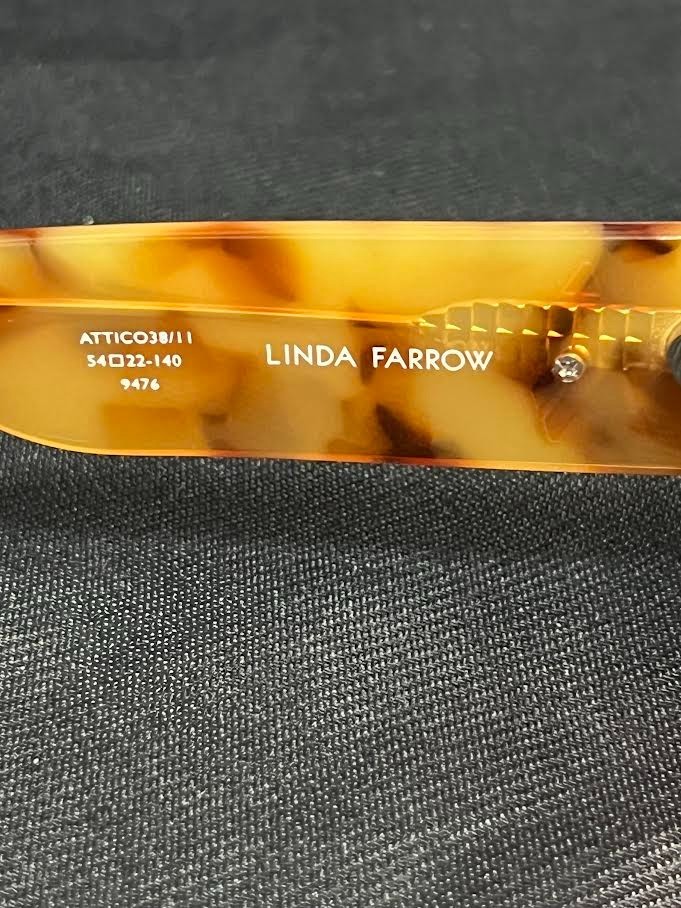 ATTICO38/11
54□22-140
9476
LINDA FARROW